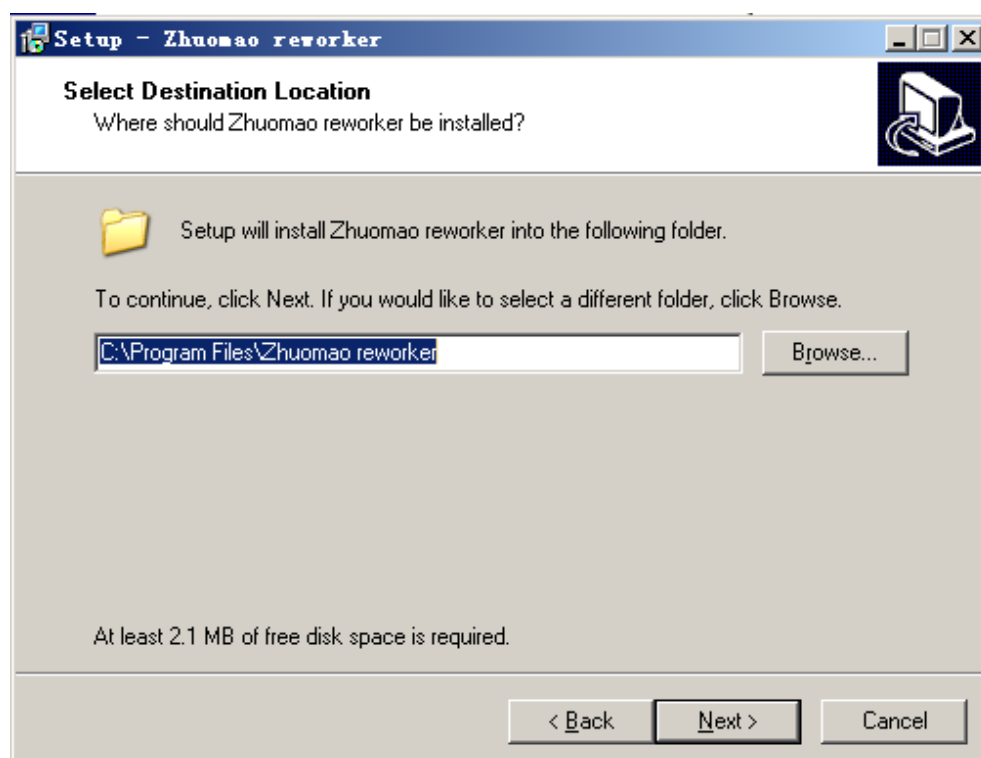 Setup - Zhuomao reworker
Select Destination Location
Where should Zhuomao reworker be installed?
Setup will install Zhuomao reworker into the following folder.
To continue, click Next. If you would like to select a different folder, click Browse.
C:\Program Files\Zhuomao reworker
Browse...
At least 2.1 MB of free disk space is required.
< Back
Next >
Cancel